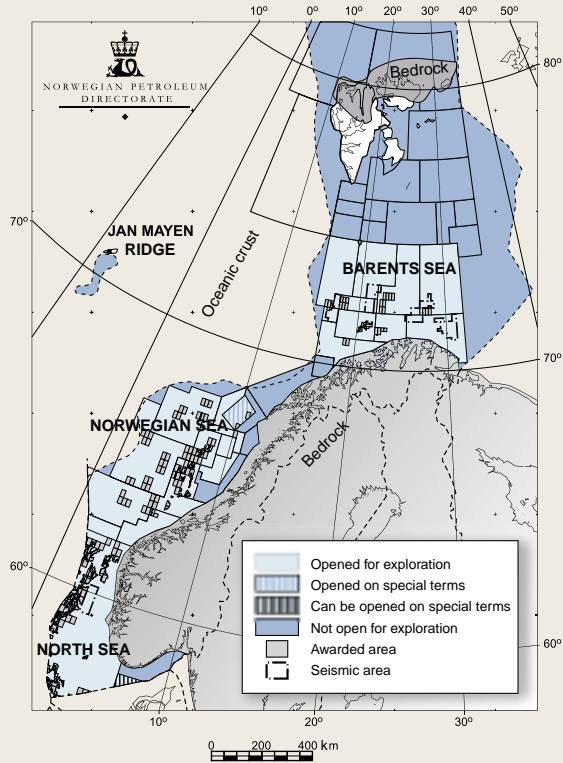 10º 0º 10º 20º 30º 40º 50º
80º
Bedrock
NORWEGIAN PETROLEUM
DIRECTORATE
70º
JAN MAYEN
RIDGE
Oceanic crust
BARENTS SEA
70º
NORWEGIAN SEA
Bedrock
60º
Opened for exploration
Opened on special terms
Can be opened on special terms
Not open for exploration
Awarded area
Seismic area
NORTH SEA
60º
10º 20º 30º
0 200 400 km